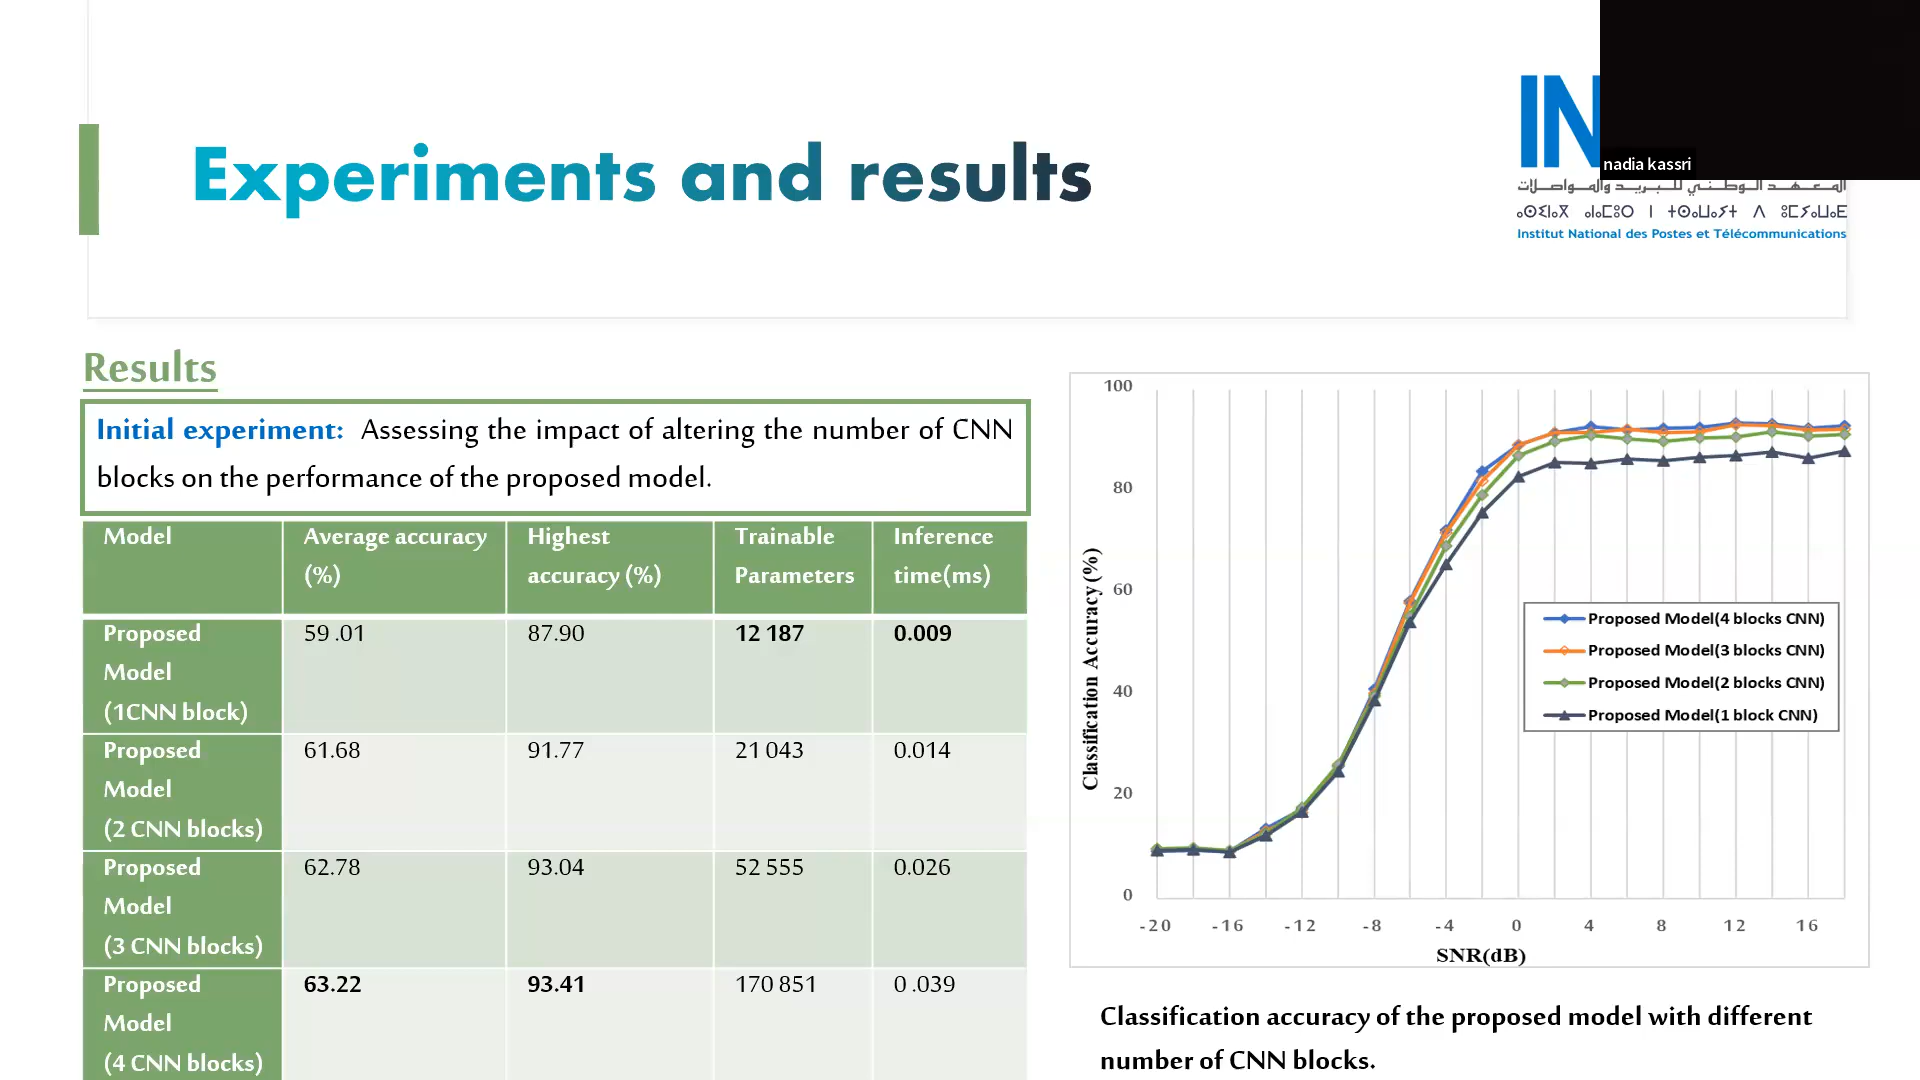 Experiments and results
IN
nadia kassri
المـعـهـد الـوطـنـي للـبـريـد والـمـواصـلات
Institut National des Postes et Télécommunications
Results
Initial experiment: Assessing the impact of altering the number of CNN
blocks on the performance of the proposed model.
Model Average accuracy (%) Highest accuracy (%) Trainable Parameters Inference time(ms)
Proposed Model (1CNN block) 59 .01 87.90 12 187 0.009
Proposed Model (2 CNN blocks) 61.68 91.77 21 043 0.014
Proposed Model (3 CNN blocks) 62.78 93.04 52 555 0.026
Proposed Model (4 CNN blocks) 63.22 93.41 170 851 0 .039
100
80
60
40
20
0
Classification Accuracy(%)
-20 -16 -12 -8 -4 0 4 8 12 16
SNR(dB)
Proposed Model(4 blocks CNN)
Proposed Model(3 blocks CNN)
Proposed Model(2 blocks CNN)
Proposed Model(1 block CNN)
Classification accuracy of the proposed model with different
number of CNN blocks.